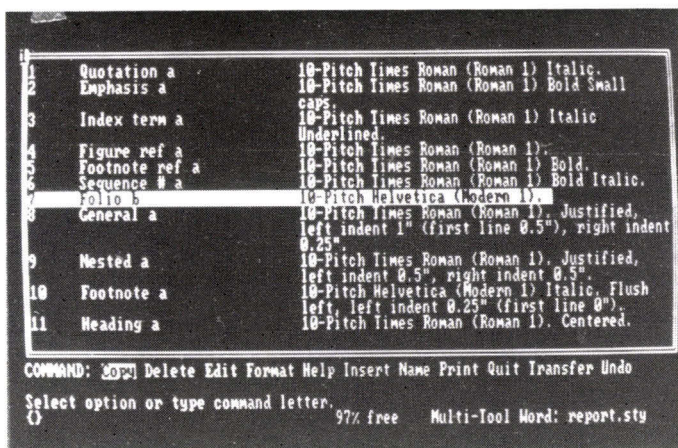 1 Quotation a 10-Pitch Times Roman (Roman 1) Italic.
2 Emphasis a 10-Pitch Times Roman (Roman 1) Bold Small
caps.
3 Index term a 10-Pitch Times Roman (Roman 1) Italic
Underlined.
4 Figure ref a 10-Pitch Times Roman (Roman 1).
5 Footnote ref a 10-Pitch Times Roman (Roman 1) Bold.
6 Sequence # a 10-Pitch Times Roman (Roman 1) Bold Italic.
7 Folio b 10-Pitch Helvetica (Modern 1).
8 General a 10-Pitch Times Roman (Roman 1). Justified,
left indent 1" (first line 0.5"), right indent
0.25".
9 Nested a 10-Pitch Times Roman (Roman 1). Justified,
left indent 0.5", right indent 0.5".
10 Footnote a 10-Pitch Helvetica (Modern 1) Italic. Flush
left, left indent 0.25" (first line 0").
11 Heading a 10-Pitch Times Roman (Roman 1). Centered.
COMMAND: Copy Delete Edit Format Help Insert Name Print Quit Transfer Undo
Select option or type command letter.
{} 97% free Multi-Tool Word: report.sty